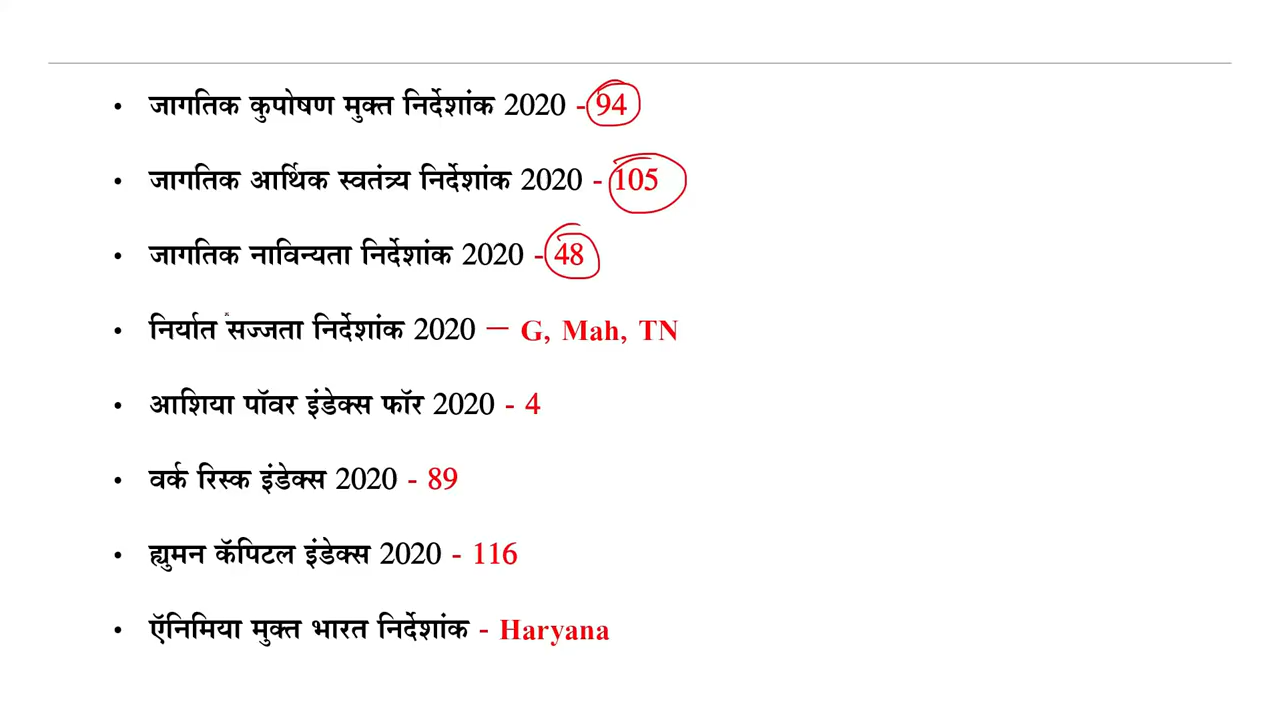 • जागतिक कुपोषण मुक्त निर्देशांक 2020 - 94
• जागतिक आर्थिक स्वतंत्र्य निर्देशांक 2020 - 105
• जागतिक नाविन्यता निर्देशांक 2020 - 48
• निर्यात सज्जता निर्देशांक 2020 – G, Mah, TN
• आशिया पॉवर इंडेक्स फॉर 2020 - 4
• वर्क रिस्क इंडेक्स 2020 - 89
• ह्युमन कॅपिटल इंडेक्स 2020 - 116
• ऍनिमिया मुक्त भारत निर्देशांक - Haryana